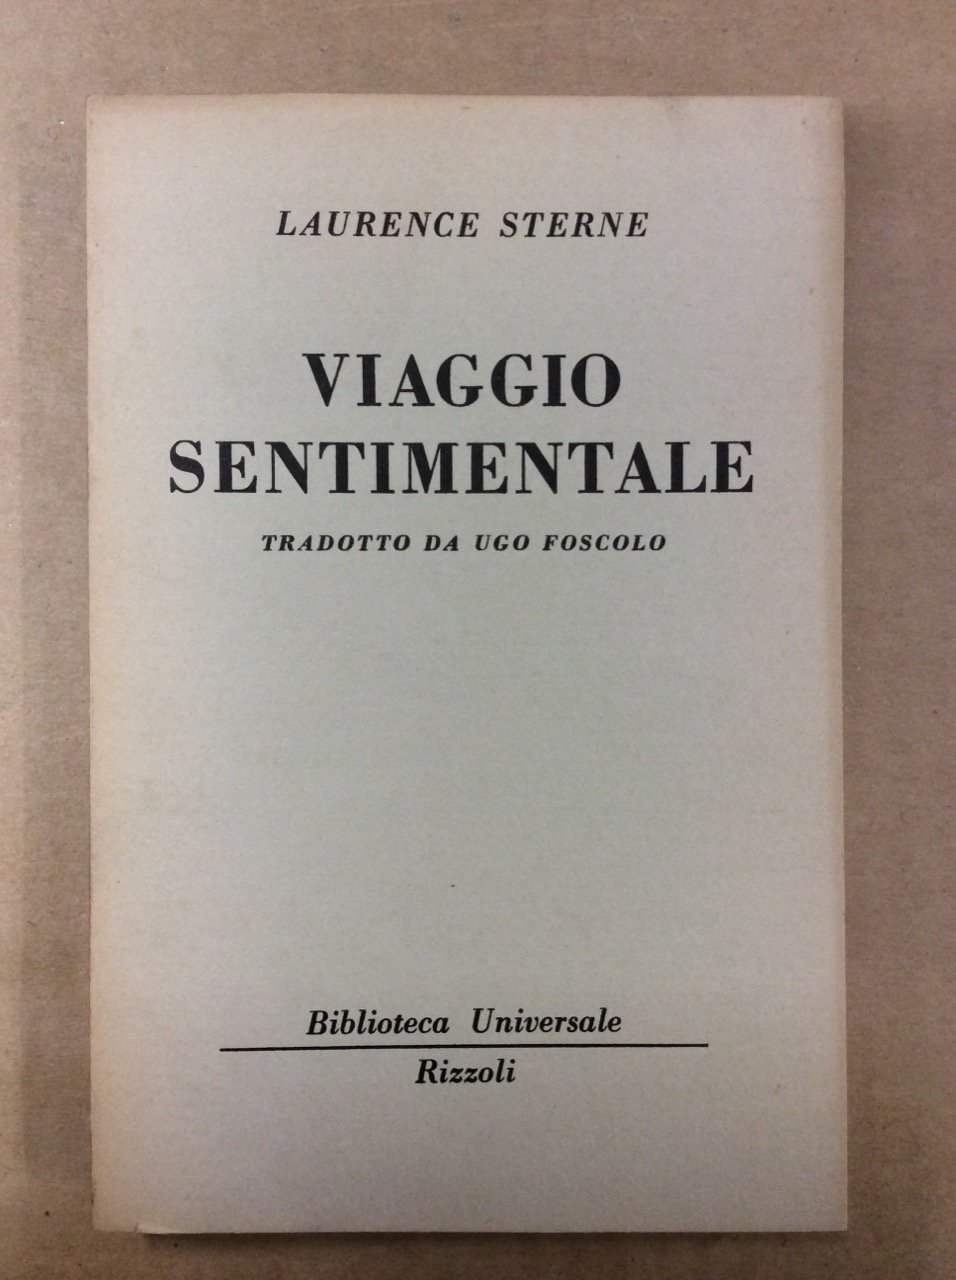 LAURENCE STERNE
VIAGGIO
SENTIMENTALE
TRADOTTO DA UGO FOSCOLO
Biblioteca Universale
Rizzoli